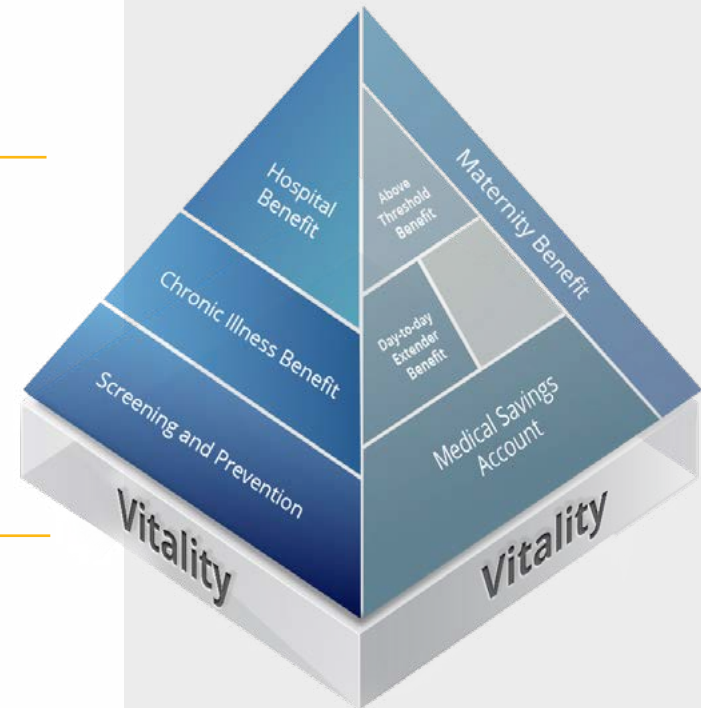 Hospital
Benefit
Chronic Illness Benefit
Screening and Prevention
Maternity Benefit
Above
Threshold
Benefit
Day-to-day
Extender
Benefit
Medical Savings
Account
Vitality
Vitality